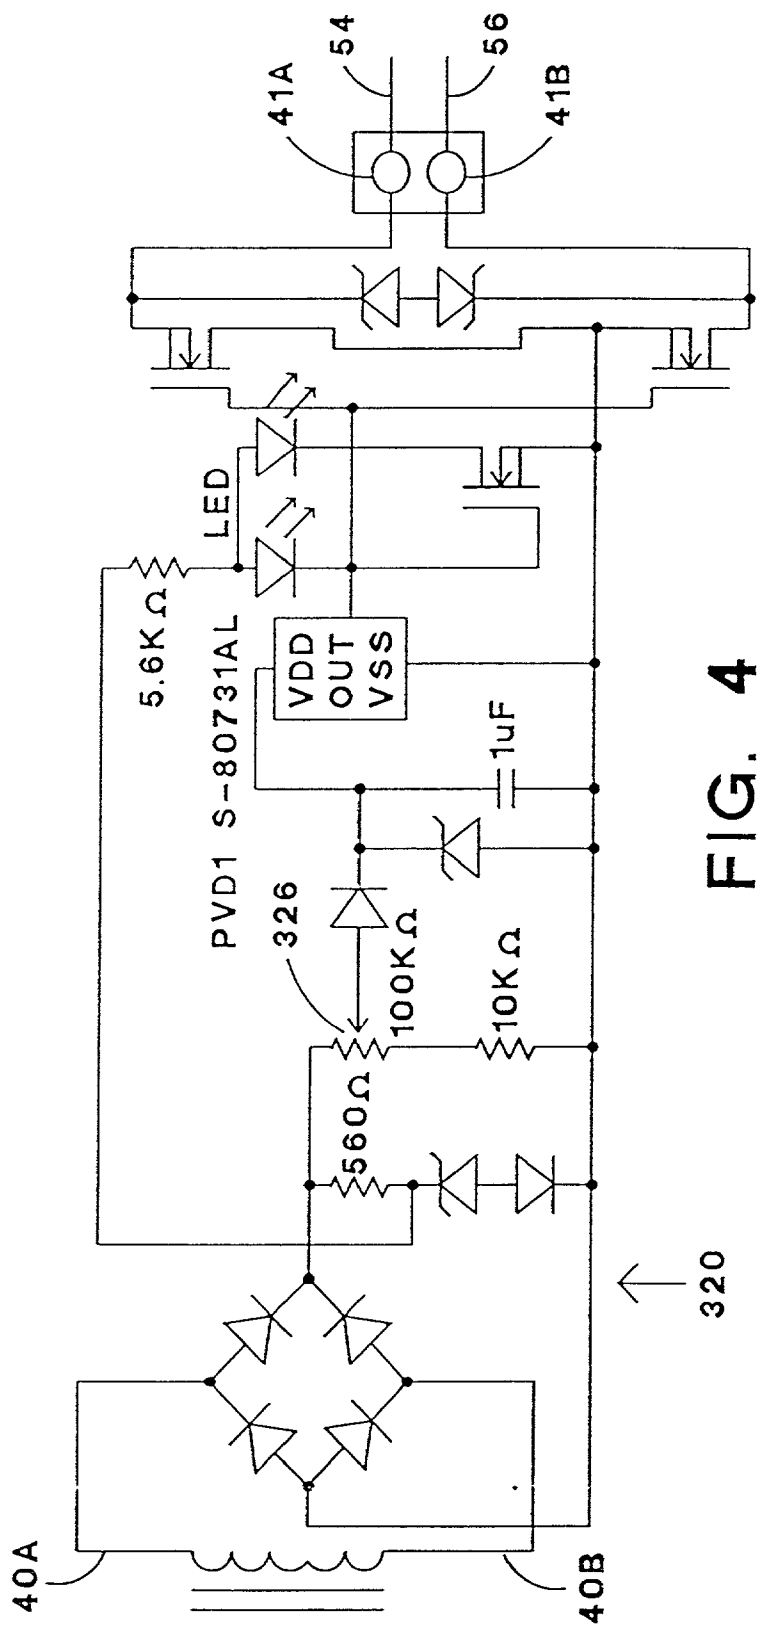 40A
40B
320
560Ω
326
100KΩ
10KΩ
1uF
PVD1 S-80731AL
VDD
OUT
VSS
5.6KΩ
LED
41A
54
56
41B
FIG. 4